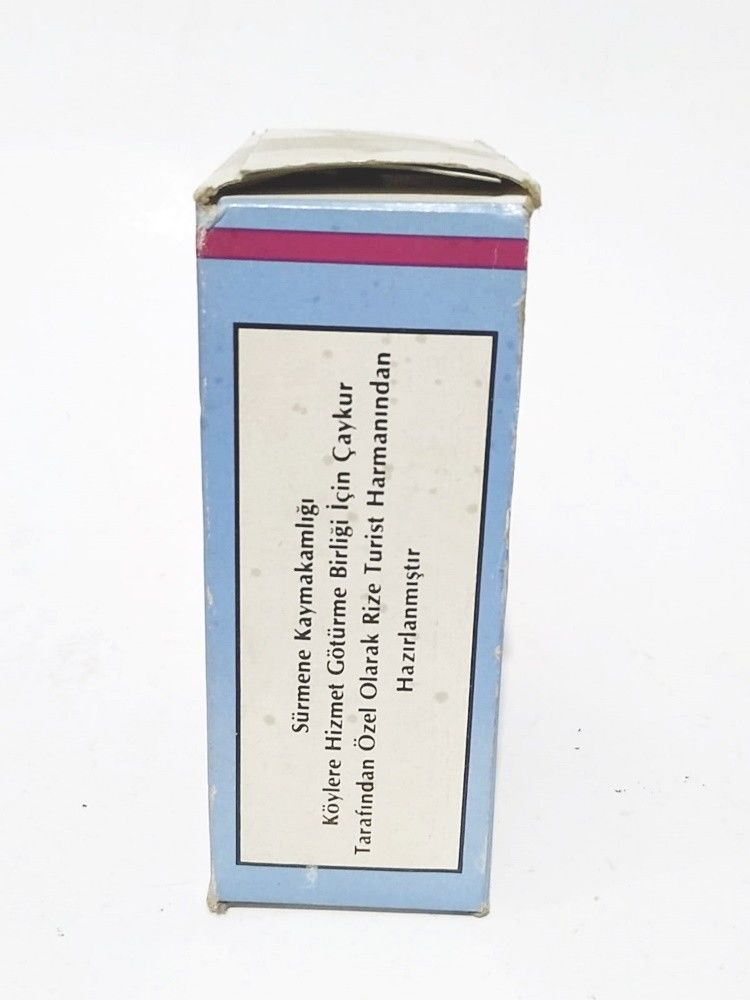 Sürmene Kaymakamlığı
Köylere Hizmet Götürme Birliği İçin Çaykur
Tarafından Özel Olarak Rize Turist Harmanından
Hazırlanmıştır